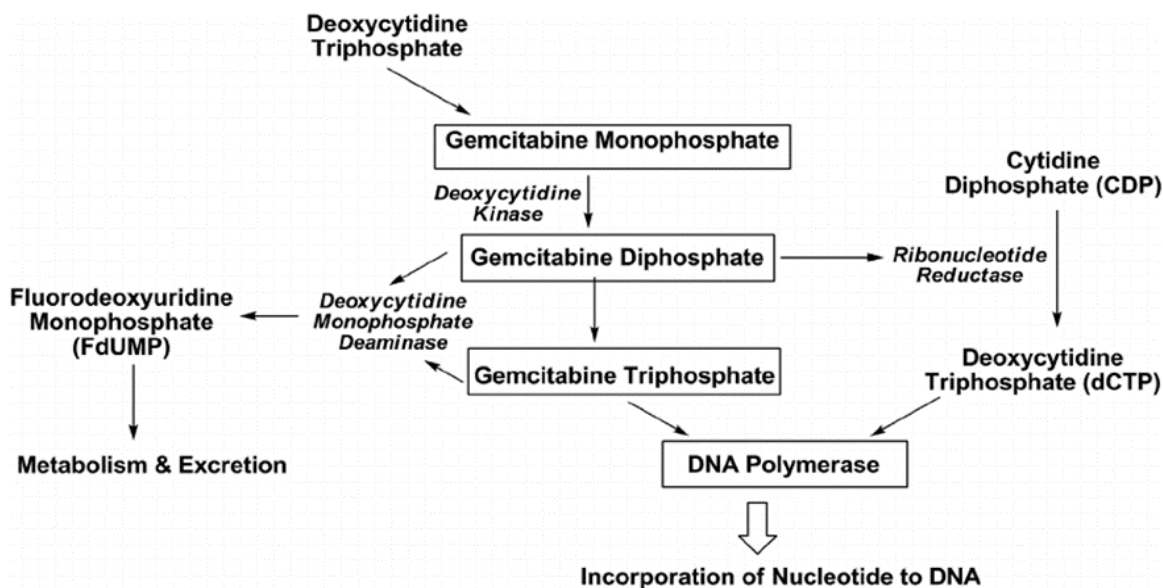 Deoxycytidine
Triphosphate
Gemcitabine Monophosphate
Cytidine
Diphosphate (CDP)
Deoxycytidine
Kinase
Gemcitabine Diphosphate
Ribonucleotide
Reductase
Fluorodeoxyuridine
Monophosphate
(FdUMP)
Deoxycytidine
Monophosphate
Deaminase
Gemcitabine Triphosphate
Deoxycytidine
Triphosphate (dCTP)
Metabolism & Excretion
DNA Polymerase
Incorporation of Nucleotide to DNA